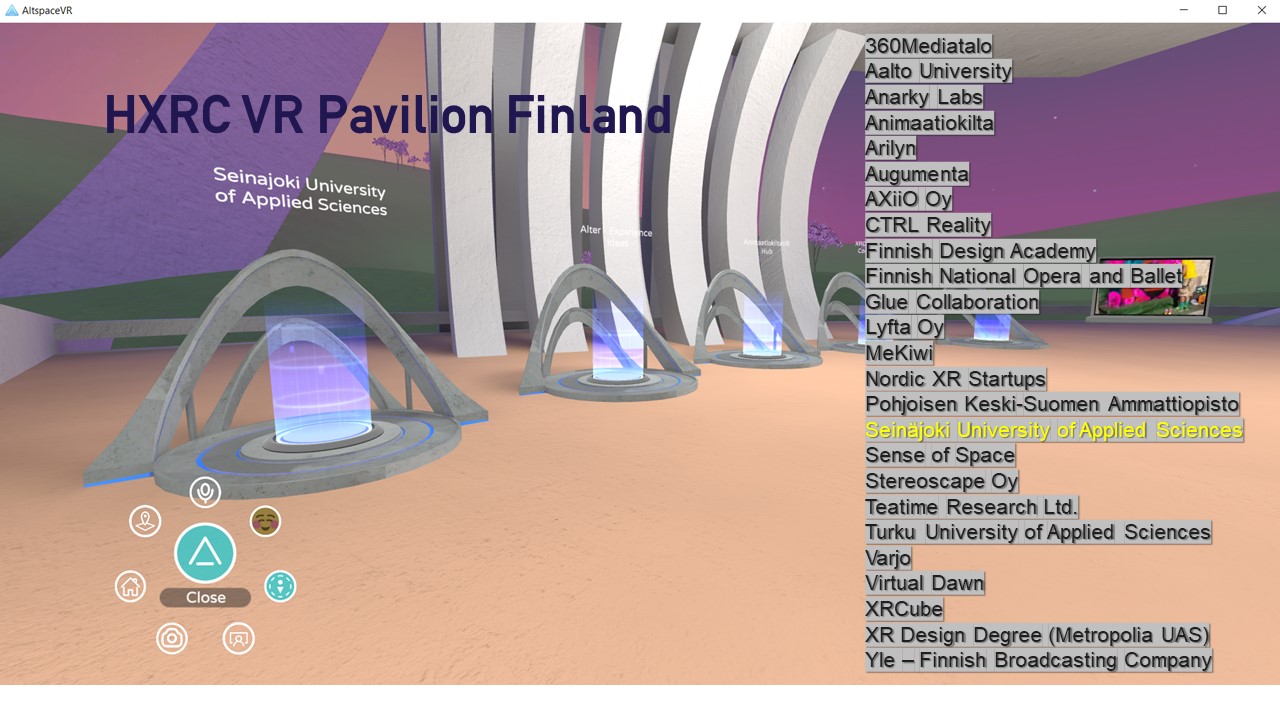 AltspaceVR
HXRC VR Pavilion Finland
Seinajoki University
of Applied Sciences
Experience
Hub
Close
360Mediatalo
Aalto University
Anarky Labs
Animaatiokilta
Arilyn
Augumenta
AXiiO Oy
CTRL Reality
Finnish Design Academy
Finnish National Opera and Ballet
Glue Collaboration
Lyfta Oy
MeKiwi
Nordic XR Startups
Pohjoisen Keski-Suomen Ammattiopisto
Seinäjoki University of Applied Sciences
Sense of Space
Stereoscape Oy
Teatime Research Ltd.
Turku University of Applied Sciences
Varjo
Virtual Dawn
XRCube
XR Design Degree (Metropolia UAS)
Yle – Finnish Broadcasting Company